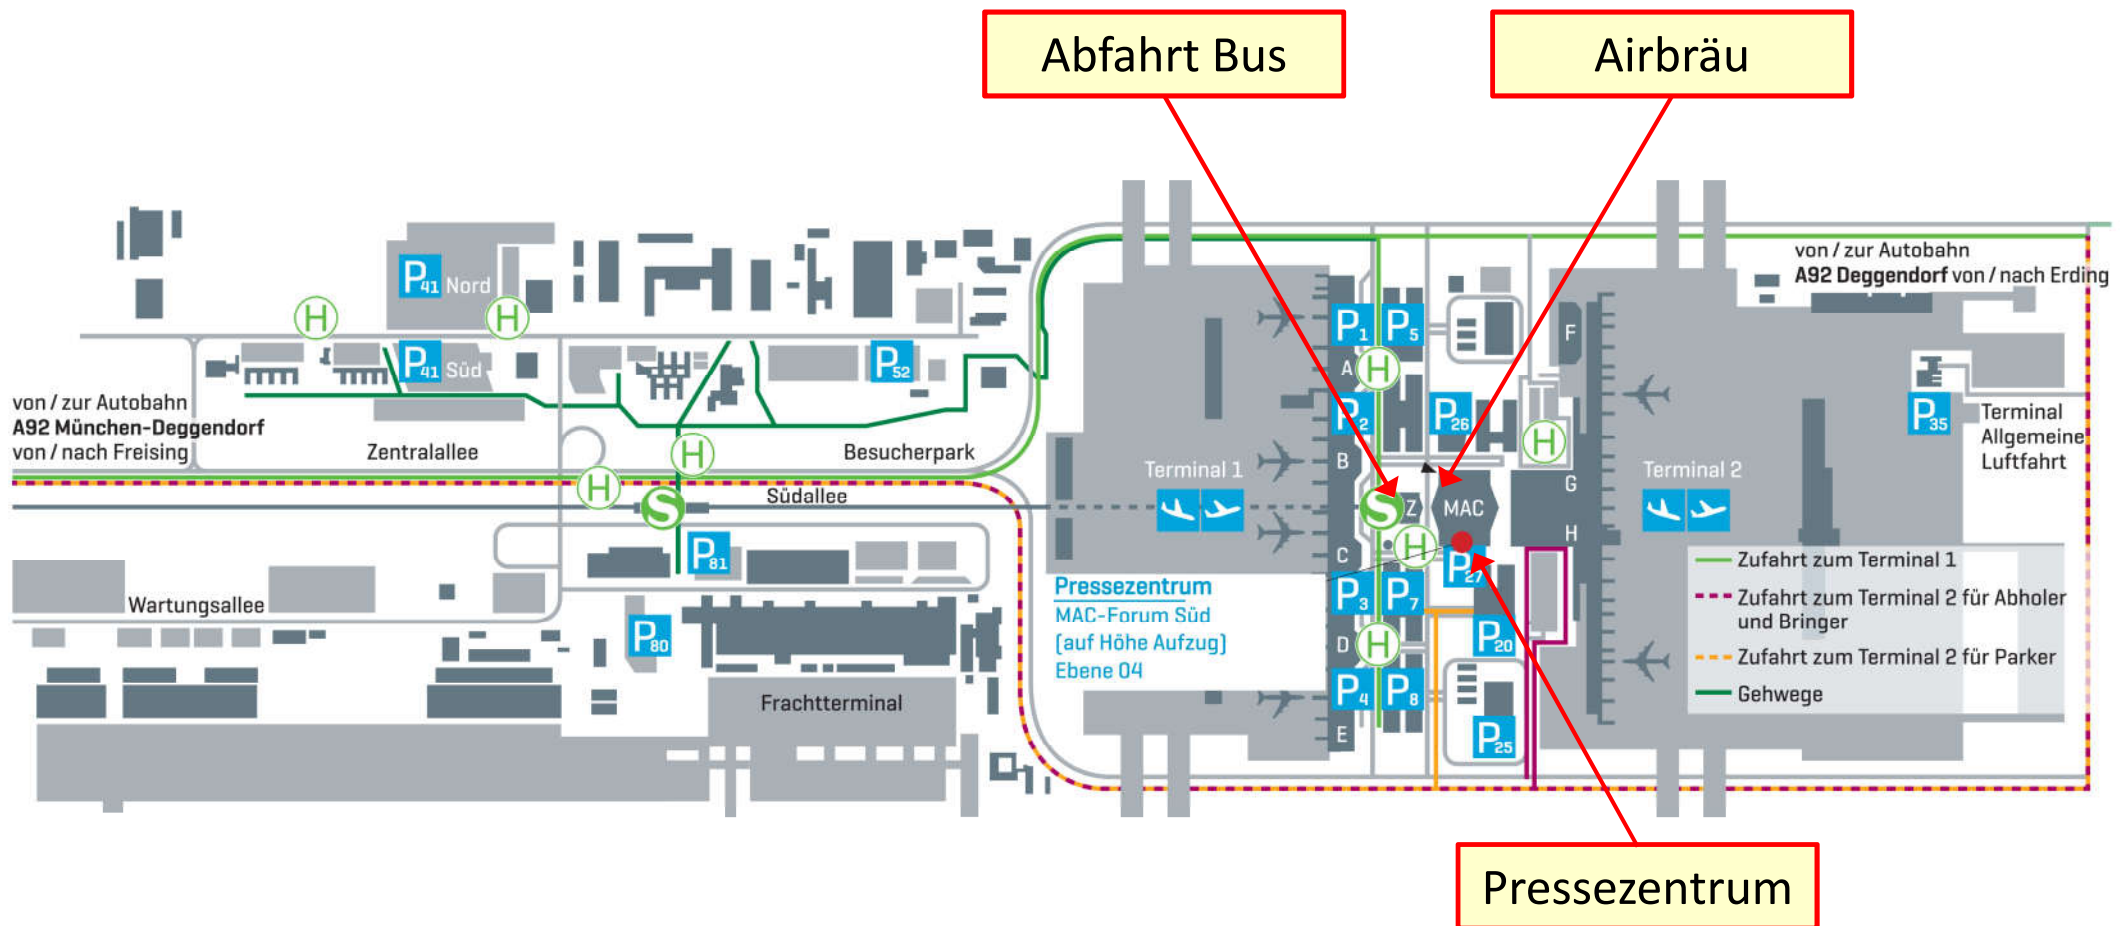 Abfahrt Bus
Airbräu
von / zur Autobahn
A92 Deggendorf von / nach Erding
P41 Nord
H
H
P1
P5
F
P41 Süd
P52
A
H
von / zur Autobahn
A92 München-Deggendorf
von / nach Freising
P2
P26
P35
Terminal
Allgemeine
Luftfahrt
Zentralallee
H
Besucherpark
H
Terminal 1
B
Terminal 2
G
H
Südallee
S
S
Z
MAC
H
P81
C
H
P27
Pressezentrum
MAC-Forum Süd
(auf Höhe Aufzug)
Ebene 04
P3
P7
Zufahrt zum Terminal 1
Zufahrt zum Terminal 2 für Abholer
und Bringer
Zufahrt zum Terminal 2 für Parker
Gehwege
Wartungsallee
P80
D
H
P20
P4
P8
Frachtterminal
E
P25
Pressezentrum